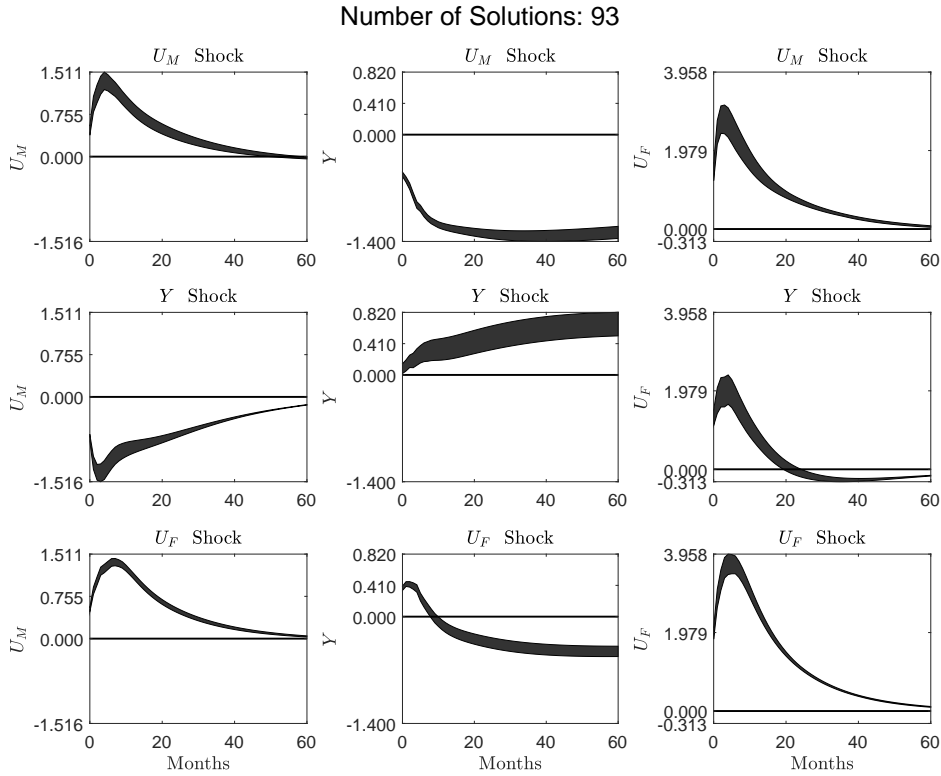 Number of Solutions: 93
U_M Shock
1.511
0.755
0.000
-1.516
U_M
0 20 40 60
U_M Shock
0.820
0.410
0.000
-1.400
Y
0 20 40 60
U_M Shock
3.958
1.979
0.000
-0.313
U_F
0 20 40 60
Y Shock
1.511
0.755
0.000
-1.516
U_M
0 20 40 60
Y Shock
0.820
0.410
0.000
-1.400
Y
0 20 40 60
Y Shock
3.958
1.979
0.000
-0.313
U_F
0 20 40 60
U_F Shock
1.511
0.755
0.000
-1.516
U_M
0 20 40 60
Months
U_F Shock
0.820
0.410
0.000
-1.400
Y
0 20 40 60
Months
U_F Shock
3.958
1.979
0.000
-0.313
U_F
0 20 40 60
Months